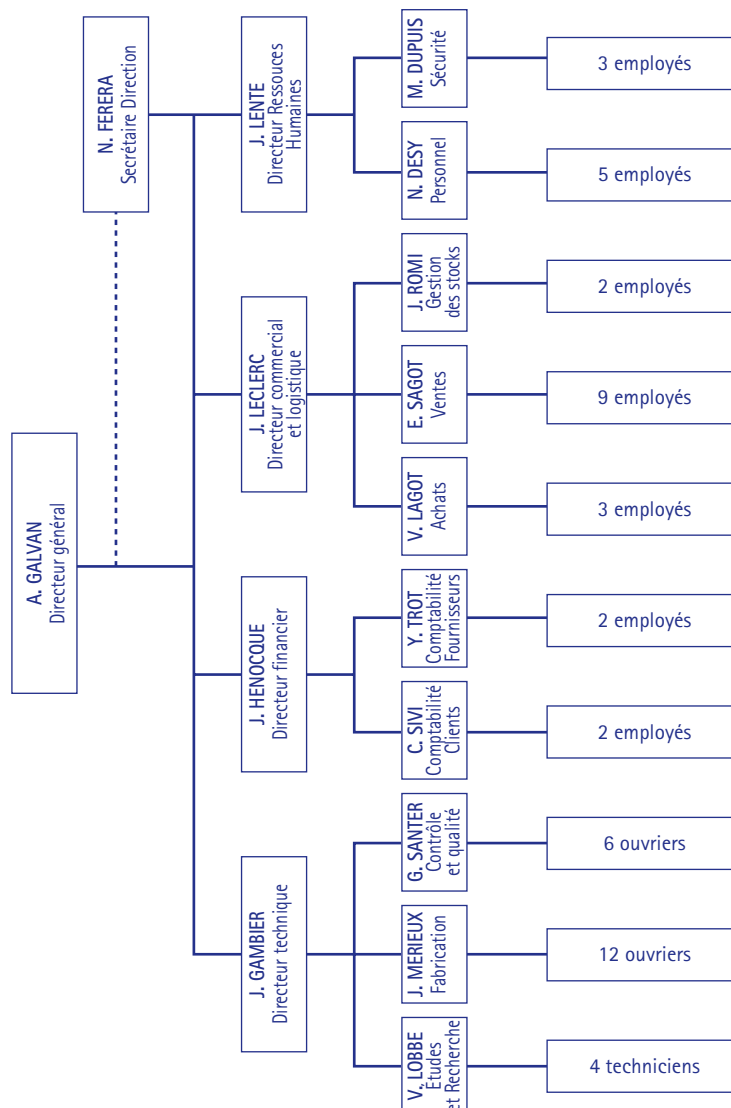 A. GALVAN
Directeur général
N. FERERA
Secrétaire Direction
J. GAMBIER
Directeur technique
J. HENOCQUE
Directeur financier
J. LECLERC
Directeur commercial
et logistique
J. LENTE
Directeur Ressouces
Humaines
V. LOBBE
Etudes
et Recherche
J. MERIEUX
Fabrication
G. SANTER
Contrôle
et qualité
C. SIVI
Comptabilité
Clients
Y. TROT
Comptabilité
Fournisseurs
V. LAGOT
Achats
E. SAGOT
Ventes
J. ROMI
Gestion
des stocks
N. DESY
Personnel
M. DUPUIS
Sécurité
4 techniciens
12 ouvriers
6 ouvriers
2 employés
2 employés
3 employés
9 employés
2 employés
5 employés
3 employés